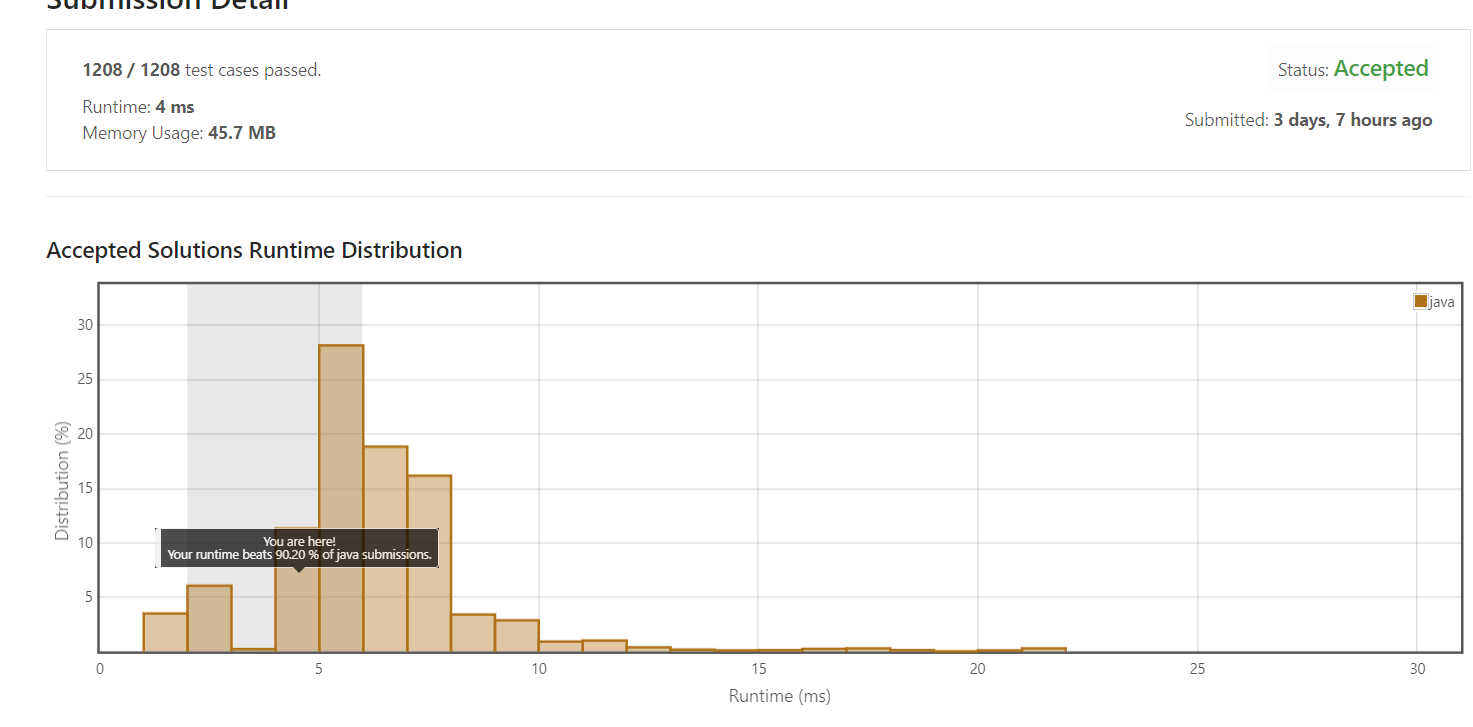 Submission Detail
1208 / 1208 test cases passed.
Status: Accepted
Runtime: 4 ms
Memory Usage: 45.7 MB
Submitted: 3 days, 7 hours ago
Accepted Solutions Runtime Distribution
java
30
25
20
15
10
5
Distribution (%)
You are here!
Your runtime beats 90.20 % of java submissions.
0 5 10 15 20 25 30
Runtime (ms)